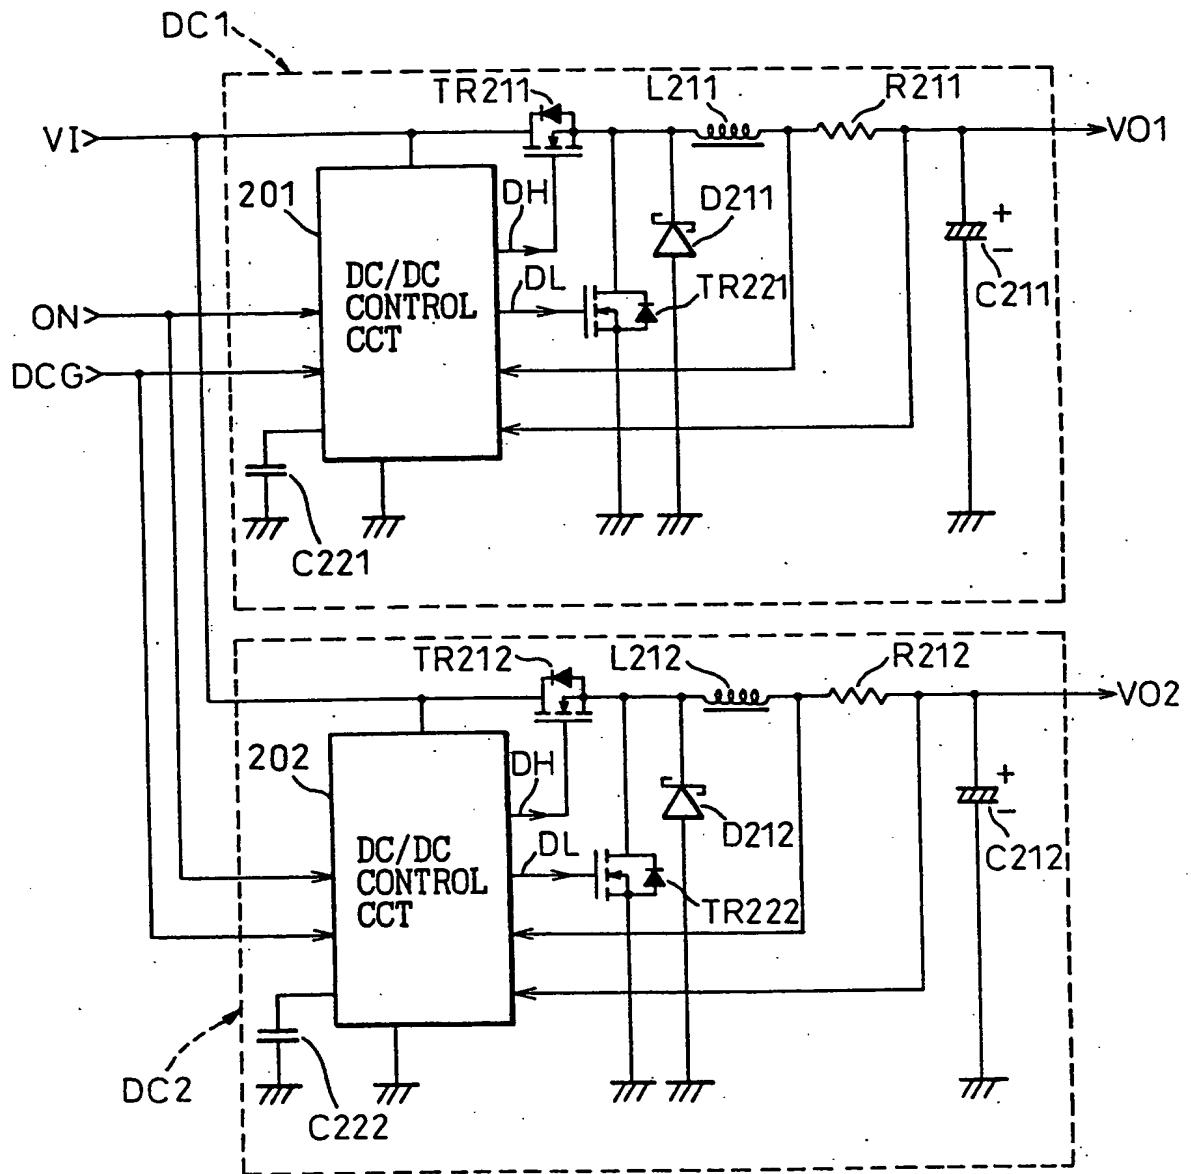 DC1
TR211
L211
R211
VI
VO1
201
DH
D211
DC/DC
CONTROL
CCT
DL
TR221
+
-
C211
ON
DCG
C221
TR212
L212
R212
VO2
202
DH
D212
DC/DC
CONTROL
CCT
DL
TR222
+
-
C212
DC2
C222